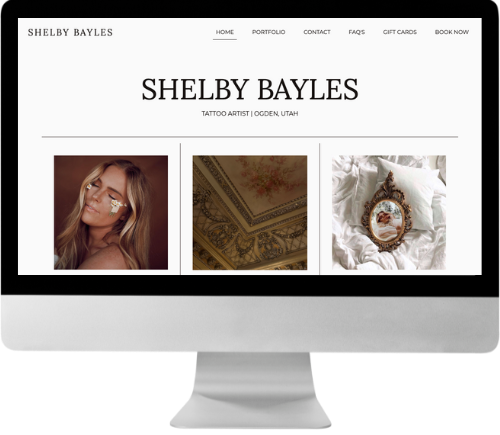 SHELBY BAYLES
HOME PORTFOLIO CONTACT FAQ'S GIFT CARDS BOOK NOW
SHELBY BAYLES
TATTOO ARTIST | OGDEN, UTAH